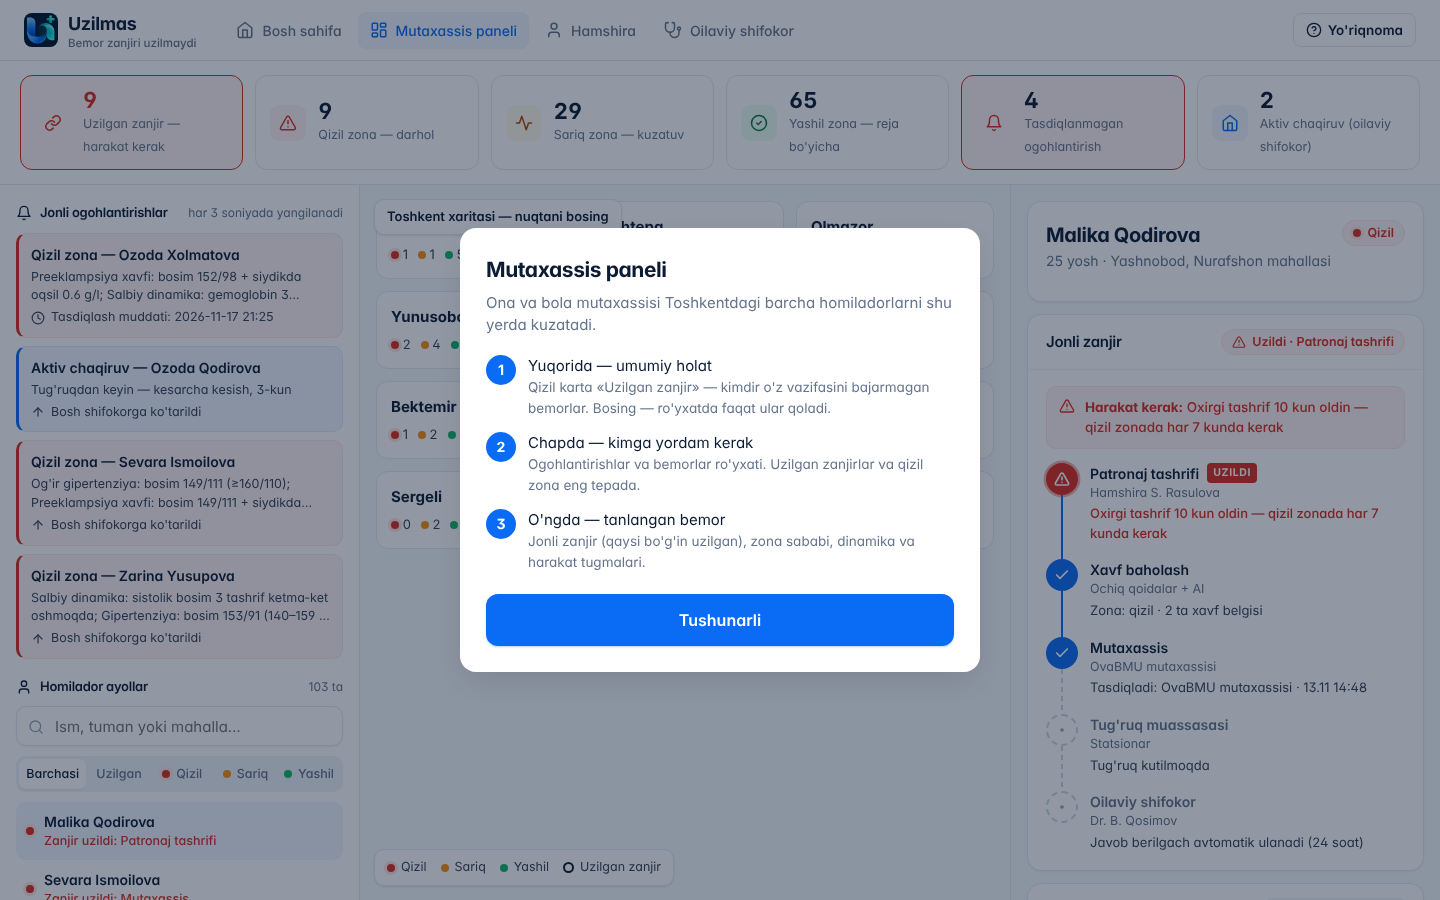 Uzilmas
Bemor zanjiri uzilmaydi
Bosh sahifa
Mutaxassis paneli
Hamshira
Oilaviy shifokor
Yo'riqnoma
9
Uzilgan zanjir —
harakat kerak
9
Qizil zona — darhol
29
Sariq zona — kuzatuv
65
Yashil zona — reja
bo'yicha
4
Tasdiqlanmagan
ogohlantirish
2
Aktiv chaqiruv (oilaviy
shifokor)
Jonli ogohlantirishlar
har 3 soniyada yangilanadi
Qizil zona — Ozoda Xolmatova
Preeklampsiya xavfi: bosim 152/98 + siydikda
oqsil 0.6 g/l; Salbiy dinamika: gemoglobin 3...
Tasdiqlash muddati: 2026-11-17 21:25
Aktiv chaqiruv — Ozoda Qodirova
Tug'ruqdan keyin — kesarcha kesish, 3-kun
Bosh shifokorga ko'tarildi
Qizil zona — Sevara Ismoilova
Og'ir gipertenziya: bosim 149/111 (≥160/110);
Preeklampsiya xavfi: bosim 149/111 + siydikda...
Bosh shifokorga ko'tarildi
Qizil zona — Zarina Yusupova
Salbiy dinamika: sistolik bosim 3 tashrif ketma-ket
oshmoqda; Gipertenziya: bosim 153/91 (140–159 ...
Bosh shifokorga ko'tarildi
Homilador ayollar
103 ta
Ism, tuman yoki mahalla...
Barchasi
Uzilgan
Qizil
Sariq
Yashil
Malika Qodirova
Zanjir uzildi: Patronaj tashrifi
Sevara Ismoilova
Zanjir uzildi: Mutaxassis
Toshkent xaritasi — nuqtani bosing
Olmazor
1 1
2 4
Bektemir
1 2
Sergeli
0 2
Mutaxassis paneli
Ona va bola mutaxassisi Toshkentdagi barcha homiladorlarni shu
yerda kuzatadi.
1
Yuqorida — umumiy holat
Qizil karta «Uzilgan zanjir» — kimdir o'z vazifasini bajarmagan
bemorlar. Bosing — ro'yxatda faqat ular qoladi.
2
Chapda — kimga yordam kerak
Ogohlantirishlar va bemorlar ro'yxati. Uzilgan zanjirlar va qizil
zona eng tepada.
3
O'ngda — tanlangan bemor
Jonli zanjir (qaysi bo'g'in uzilgan), zona sababi, dinamika va
harakat tugmalari.
Tushunarli
Qizil
Sariq
Yashil
Uzilgan zanjir
Malika Qodirova
Qizil
25 yosh · Yashnobod, Nurafshon mahallasi
Jonli zanjir
Uzildi · Patronaj tashrifi
Harakat kerak: Oxirgi tashrif 10 kun oldin —
qizil zonada har 7 kunda kerak
Patronaj tashrifi UZILDI
Hamshira S. Rasulova
Oxirgi tashrif 10 kun oldin — qizil zonada har 7
kunda kerak
Xavf baholash
Ochiq qoidalar + AI
Zona: qizil · 2 ta xavf belgisi
Mutaxassis
OvaBMU mutaxassisi
Tasdiqladi: OvaBMU mutaxassisi · 13.11 14:48
Tug'ruq muassasasi
Statsionar
Tug'ruq kutilmoqda
Oilaviy shifokor
Dr. B. Qosimov
Javob berilgach avtomatik ulanadi (24 soat)